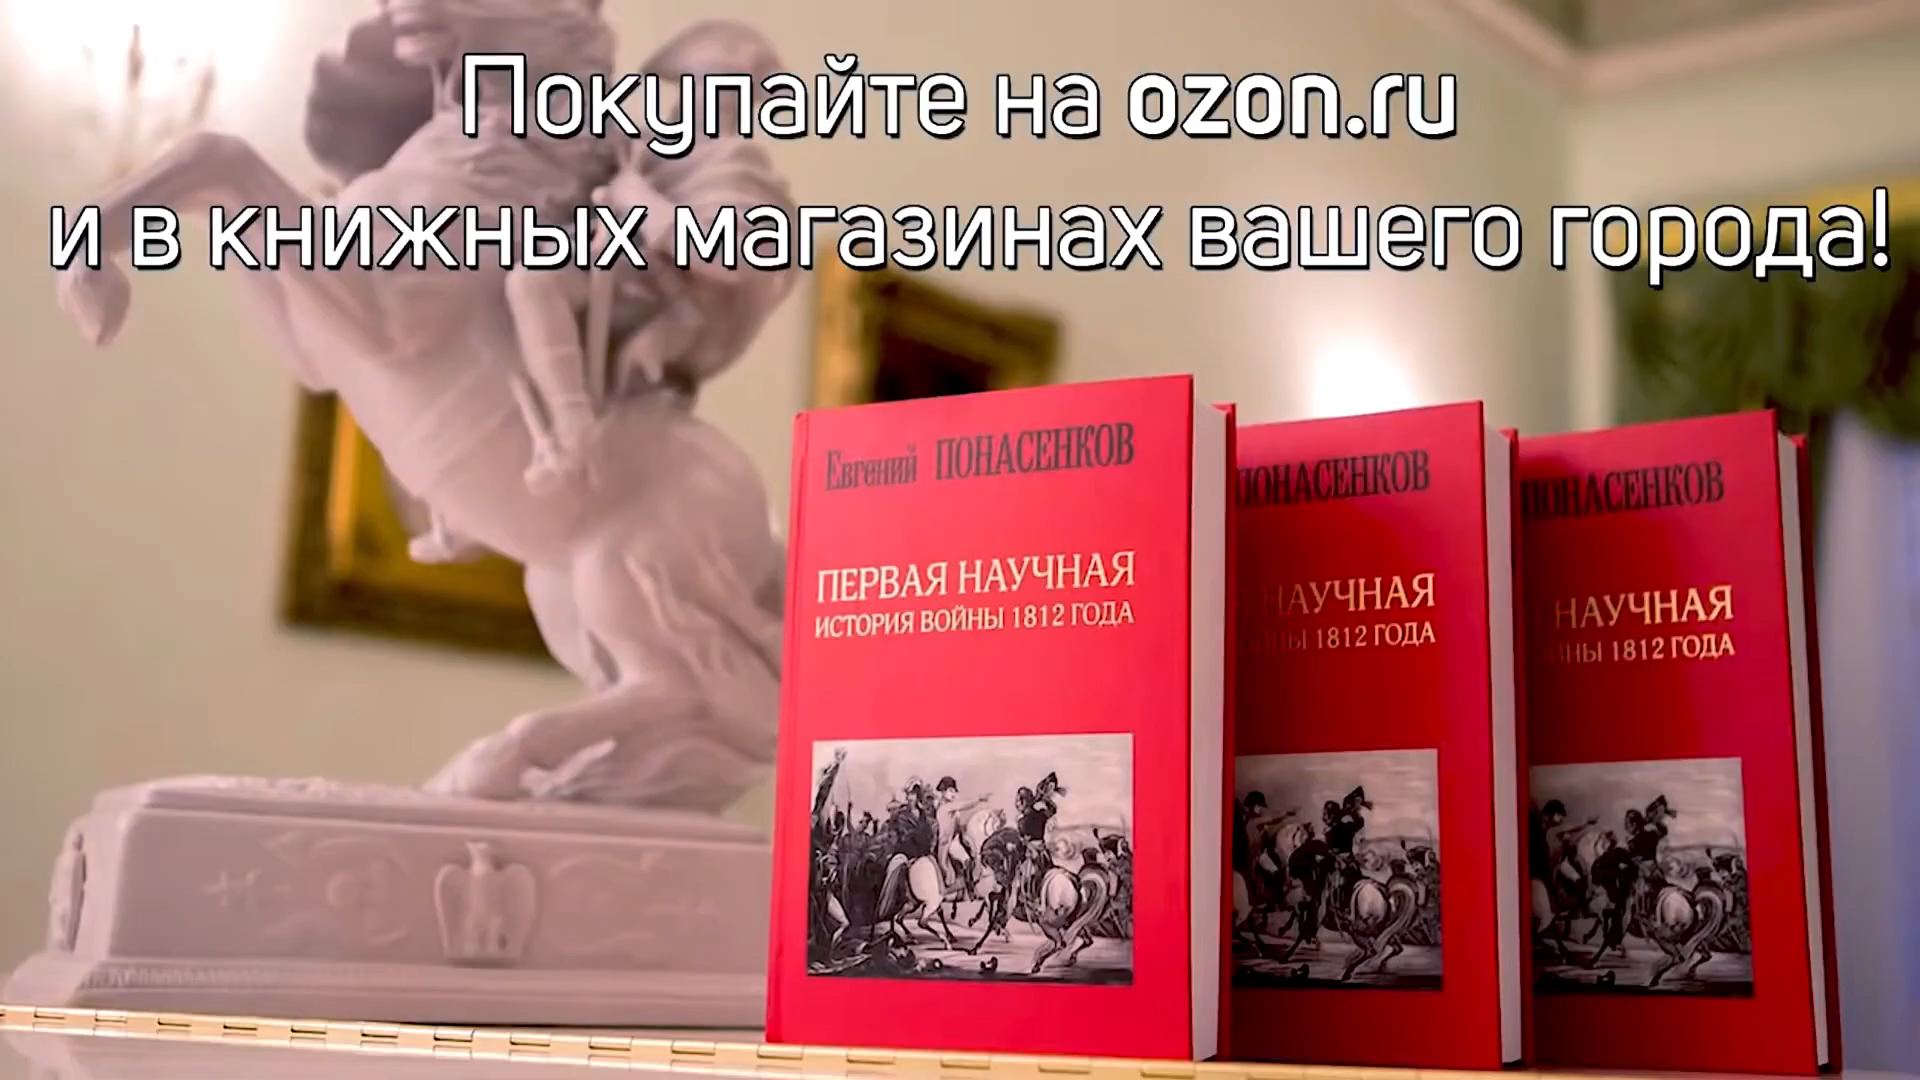 Покупайте на ozon.ru
и в книжных магазинах вашего города!
Евгений ПОНАСЕНКОВ
ПЕРВАЯ НАУЧНАЯ
ИСТОРИЯ ВОЙНЫ 1812 ГОДА
ПОНАСЕНКОВ
НАУЧНАЯ
1812 ГОДА
ПОНАСЕНКОВ
НАУЧНАЯ
1812 ГОДА